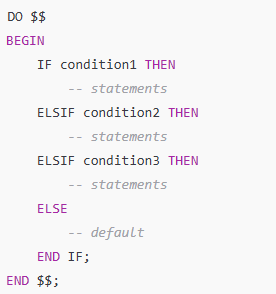 DO $$
BEGIN
    IF condition1 THEN
        -- statements
    ELSIF condition2 THEN
        -- statements
    ELSIF condition3 THEN
        -- statements
    ELSE
        -- default
    END IF;
END $$;